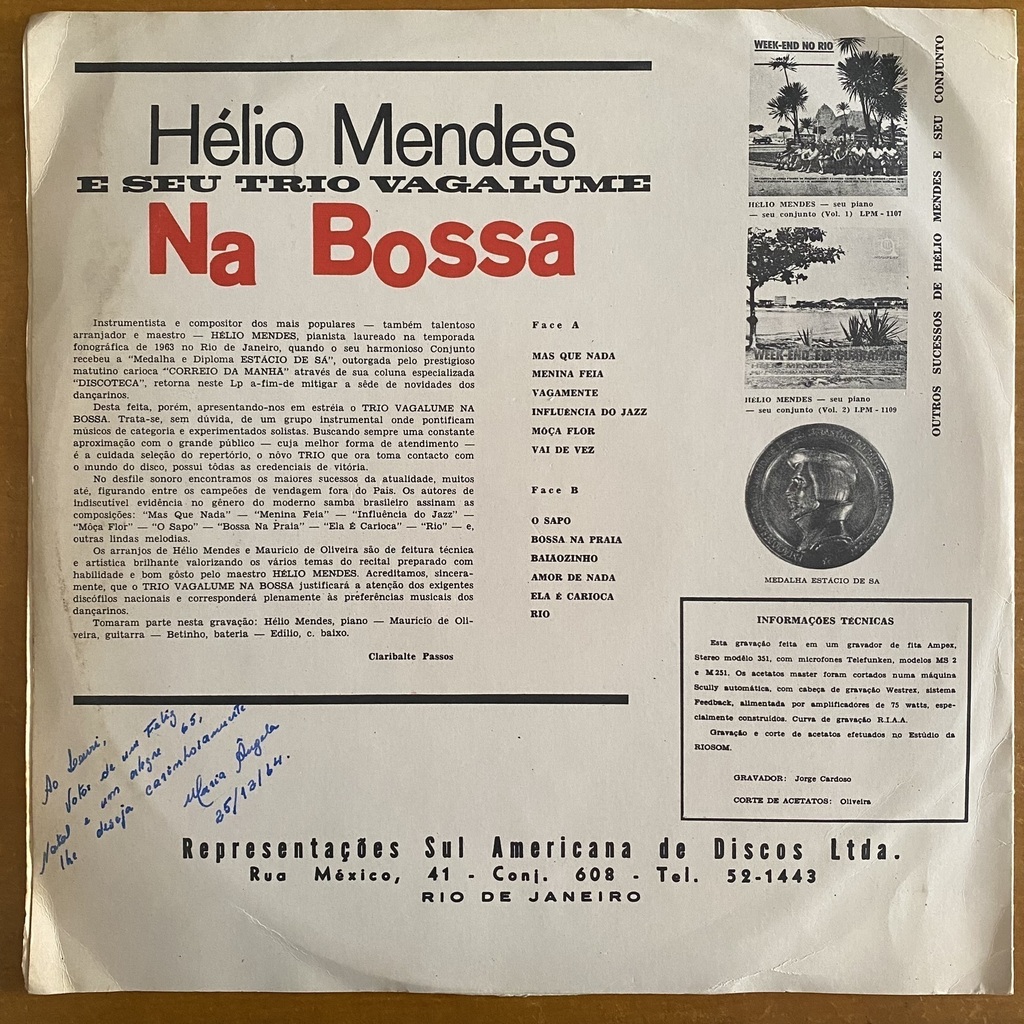 Hélio Mendes
E SEU TRIO VAGALUME
Na Bossa
Instrumentista e compositor dos mais populares — também talentoso
arranjador e maestro — HÉLIO MENDES, pianista laureado na temporada
fonográfica de 1963 no Rio de Janeiro, quando o seu harmonioso Conjunto
recebeu a "Medalha e Diploma ESTÁCIO DE SÁ", outorgada pelo prestigioso
matutino carioca "CORREIO DA MANHÃ" através de sua coluna especializada
"DISCOTECA", retorna neste Lp a-fim-de mitigar a sêde de novidades dos
dançarinos.
Desta feita, porém, apresentando-nos em estréia o TRIO VAGALUME NA
BOSSA. Trata-se, sem dúvida, de um grupo instrumental onde pontificam
músicos de categoria e experimentados solistas. Buscando sempre uma constante
aproximação com o grande público — cuja melhor forma de atendimento —
é a cuidada seleção do repertório, o nôvo TRIO que ora toma contacto com
o mundo do disco, possui tôdas as credenciais de vitória.
No desfile sonoro encontramos os maiores sucessos da atualidade, muitos
até, figurando entre os campeões de vendagem fora do País. Os autores de
indiscutível evidência no gênero do moderno samba brasileiro assinam as
composições: "Mas Que Nada" — "Menina Feia" — "Influência do Jazz" —
"Môça Flor" — "O Sapo" — "Bossa Na Praia" — "Ela É Carioca" — "Rio" — e,
outras lindas melodias.
Os arranjos de Hélio Mendes e Mauricio de Oliveira são de feitura técnica
e artistica brilhante valorizando os vários temas do recital preparado com
habilidade e bom gôsto pelo maestro HÉLIO MENDES. Acreditamos, sincera-
mente, que o TRIO VAGALUME NA BOSSA justificará a atenção dos exigentes
discófilos nacionais e corresponderá plenamente às preferências musicais dos
dançarinos.
Tomaram parte nesta gravação: Hélio Mendes, piano — Maurício de Oli-
veira, guitarra — Betinho, bateria — Edílio, c. baixo.
Claribalte Passos
Face A
MAS QUE NADA
MENINA FEIA
VAGAMENTE
INFLUÊNCIA DO JAZZ
MÔÇA FLOR
VAI DE VEZ
Face B
O SAPO
BOSSA NA PRAIA
BAIÃOZINHO
AMOR DE NADA
ELA É CARIOCA
RIO
WEEK-END NO RIO
HÉLIO MENDES — seu piano
— seu conjunto (Vol. 1) LPM - 1107
WEEK-END EM GUARAPARI
HÉLIO MENDES
HÉLIO MENDES — seu piano
— seu conjunto (Vol. 2) LPM - 1109
OUTROS SUCESSOS DE HÉLIO MENDES E SEU CONJUNTO
MEDALHA ESTÁCIO DE SA
INFORMAÇÕES TÉCNICAS
Esta gravação feita em um gravador de fita Ampex,
Stereo modêlo 351, com microfones Telefunken, modelos MS 2
e M 251. Os acetatos master foram cortados numa máquina
Scully automática, com cabeça de gravação Westrex, sistema
Feedback, alimentada por amplificadores de 75 watts, espe-
cialmente construídos. Curva de gravação R.I.A.A.
Gravação e corte de acetatos efetuados no Estúdio da
RIOSOM.
GRAVADOR: Jorge Cardoso
CORTE DE ACETATOS: Oliveira
Ao
Votos de um Feliz
Natal e um alegre 65,
lhe deseja carinhosamente
Maria Ângela
25/12/64.
Representações Sul Americana de Discos Ltda.
Rua México, 41 - Conj. 608 - Tel. 52-1443
RIO DE JANEIRO